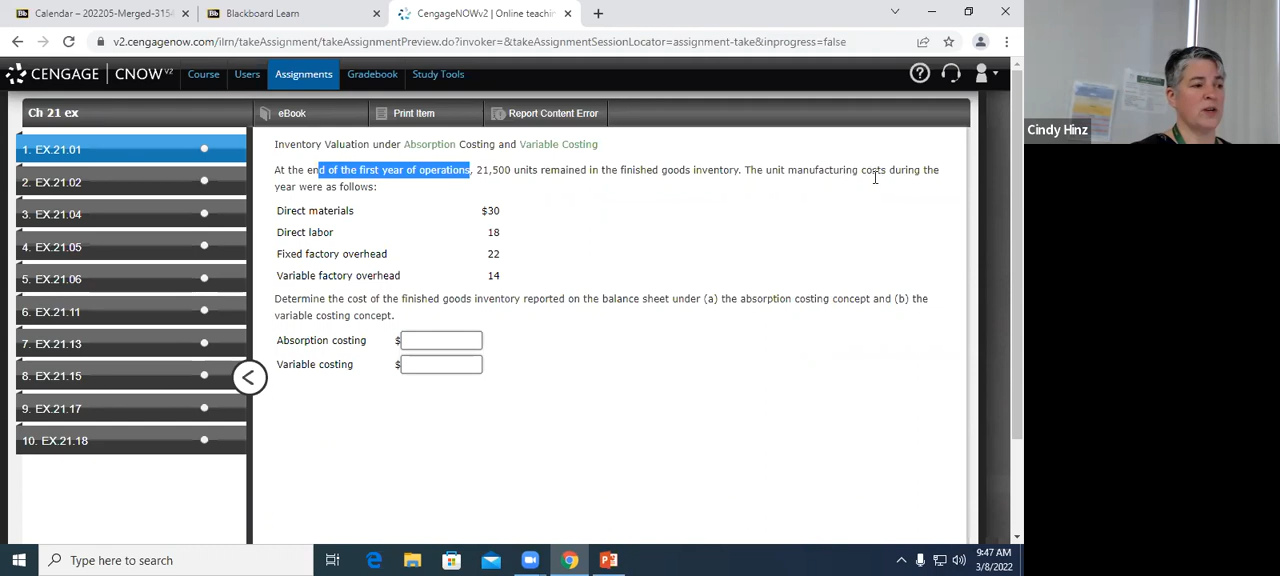 Calendar – 202205-Merged-3154
Blackboard Learn
CengageNOWv2 | Online teachin
v2.cengagenow.com/ilrn/takeAssignment/takeAssignmentPreview.do?invoker=&takeAssignmentSessionLocator=assignment-take&inprogress=false
CENGAGE CNOWv2 Course Users Assignments Gradebook Study Tools
Ch 21 ex
eBook Print Item Report Content Error
1. EX.21.01
2. EX.21.02
3. EX.21.04
4. EX.21.05
5. EX.21.06
6. EX.21.11
7. EX.21.13
8. EX.21.15
9. EX.21.17
10. EX.21.18
Inventory Valuation under Absorption Costing and Variable Costing
At the end of the first year of operations, 21,500 units remained in the finished goods inventory. The unit manufacturing costs during the
year were as follows:
Direct materials $30
Direct labor 18
Fixed factory overhead 22
Variable factory overhead 14
Determine the cost of the finished goods inventory reported on the balance sheet under (a) the absorption costing concept and (b) the
variable costing concept.
Absorption costing $
Variable costing $
Cindy Hinz
Type here to search
9:47 AM
3/8/2022